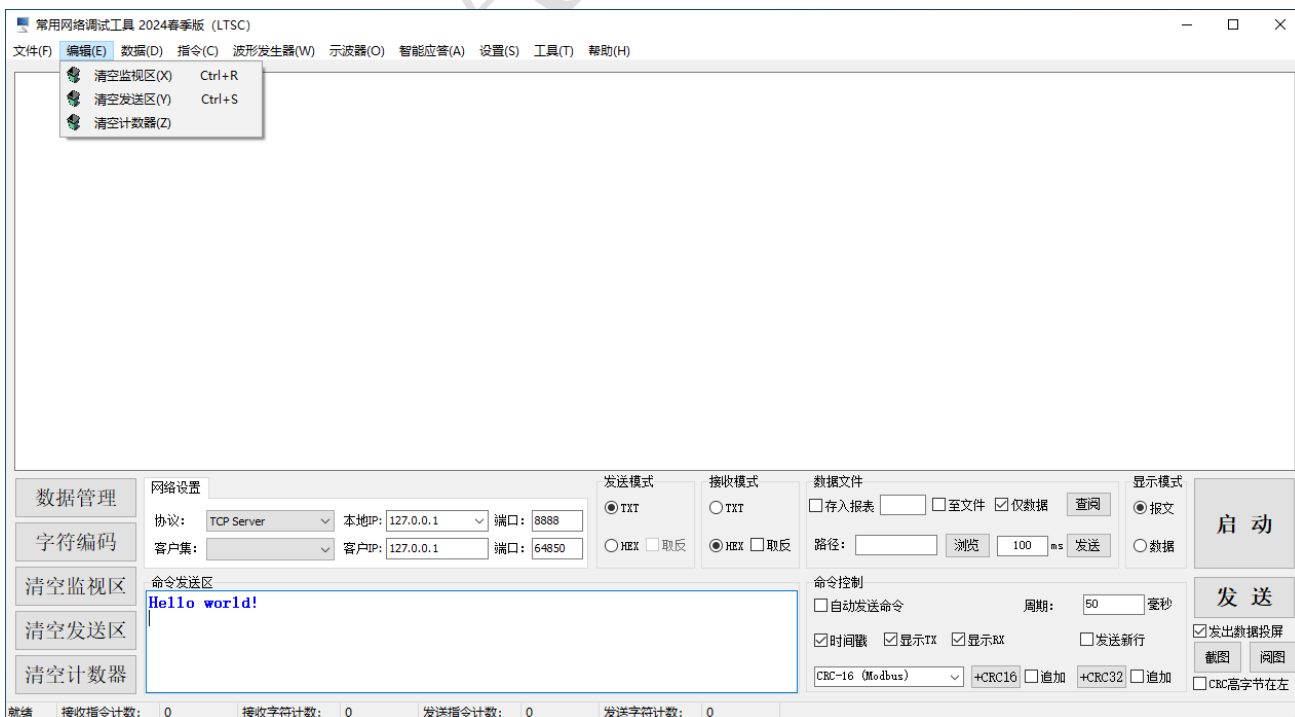 常用网络调试工具 2024春季版（LTSC）
文件(F) 编辑(E) 数据(D) 指令(C) 波形发生器(W) 示波器(O) 智能应答(A) 设置(S) 工具(T) 帮助(H)
清空监视区(X) Ctrl+R
清空发送区(Y) Ctrl+S
清空计数器(Z)
数据管理
字符编码
清空监视区
清空发送区
清空计数器
网络设置
协议: TCP Server 本地IP: 127.0.0.1 端口: 8888
客户集: 客户IP: 127.0.0.1 端口: 64850
发送模式
TXT
HEX 取反
接收模式
TXT
HEX 取反
数据文件
存入报表 至文件 仅数据 查阅
路径: 浏览 100 ms 发送
显示模式
报文
数据
启 动
命令发送区
Hello world!
命令控制
自动发送命令 周期: 50 毫秒
时间戳 显示TX 显示RX 发送新行
CRC-16 (Modbus) +CRC16 追加 +CRC32 追加
发 送
发出数据投屏
截图 阅图
CRC高字节在左
就绪 接收指令计数: 0 接收字符计数: 0 发送指令计数: 0 发送字符计数: 0